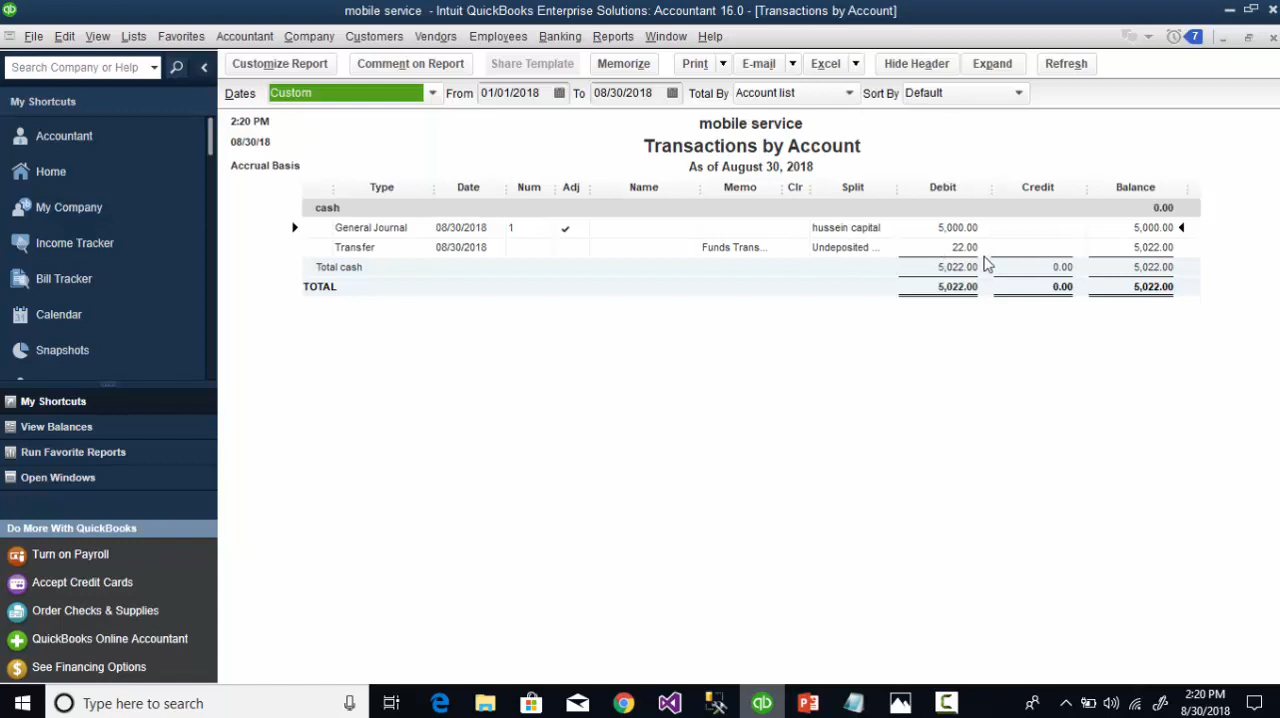 mobile service - Intuit QuickBooks Enterprise Solutions: Accountant 16.0 - [Transactions by Account]
File Edit View Lists Favorites Accountant Company Customers Vendors Employees Banking Reports Window Help 7
Search Company or Help
Customize Report Comment on Report Share Template Memorize Print E-mail Excel Hide Header Expand Refresh
Dates Custom From 01/01/2018 To 08/30/2018 Total By Account list Sort By Default
My Shortcuts
Accountant
Home
My Company
Income Tracker
Bill Tracker
Calendar
Snapshots
My Shortcuts
View Balances
Run Favorite Reports
Open Windows
Do More With QuickBooks
Turn on Payroll
Accept Credit Cards
Order Checks & Supplies
QuickBooks Online Accountant
See Financing Options
2:20 PM
08/30/18
Accrual Basis
mobile service
Transactions by Account
As of August 30, 2018
Type Date Num Adj Name Memo Clr Split Debit Credit Balance
cash 0.00
General Journal 08/30/2018 1 ✓ hussein capital 5,000.00 5,000.00
Transfer 08/30/2018 Funds Trans... Undeposited ... 22.00 5,022.00
Total cash 5,022.00 0.00 5,022.00
TOTAL 5,022.00 0.00 5,022.00
Type here to search
2:20 PM
8/30/2018